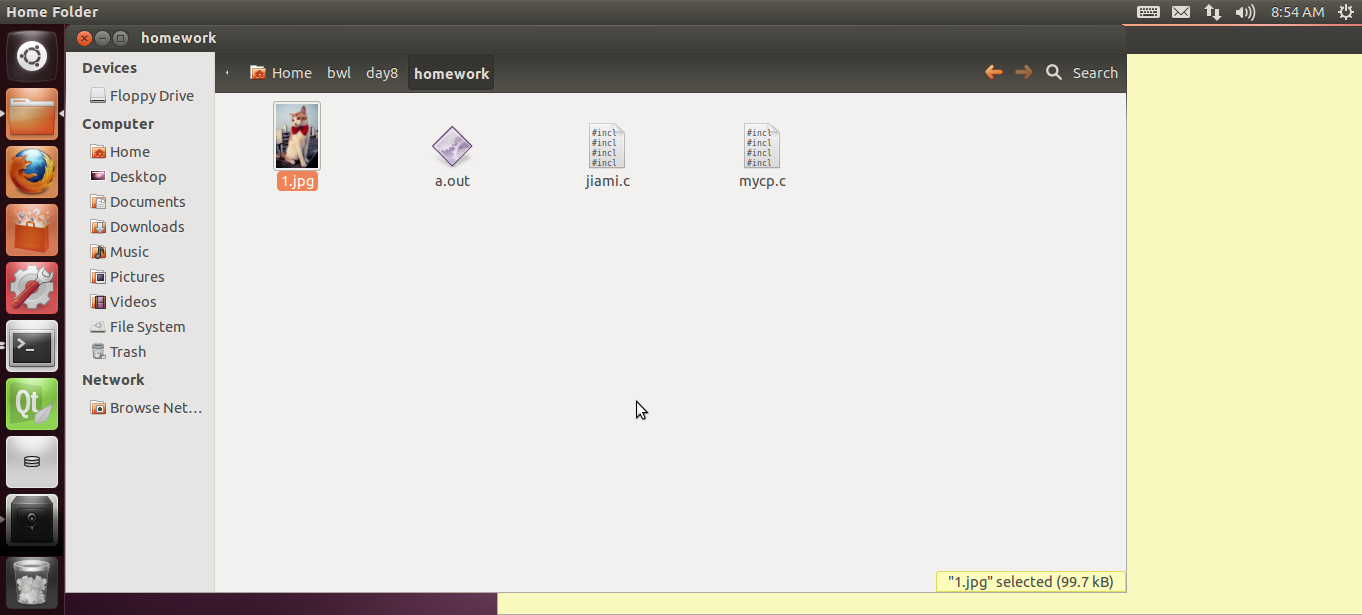 Home Folder
8:54 AM
homework
Devices
Floppy Drive
Computer
Home
Desktop
Documents
Downloads
Music
Pictures
Videos
File System
Trash
Network
Browse Net…
Home
bwl
day8
homework
Search
#incl
#incl
#incl
#incl
#incl
#incl
#incl
#incl
1.jpg
a.out
jiami.c
mycp.c
Qt
>_
"1.jpg" selected (99.7 kB)